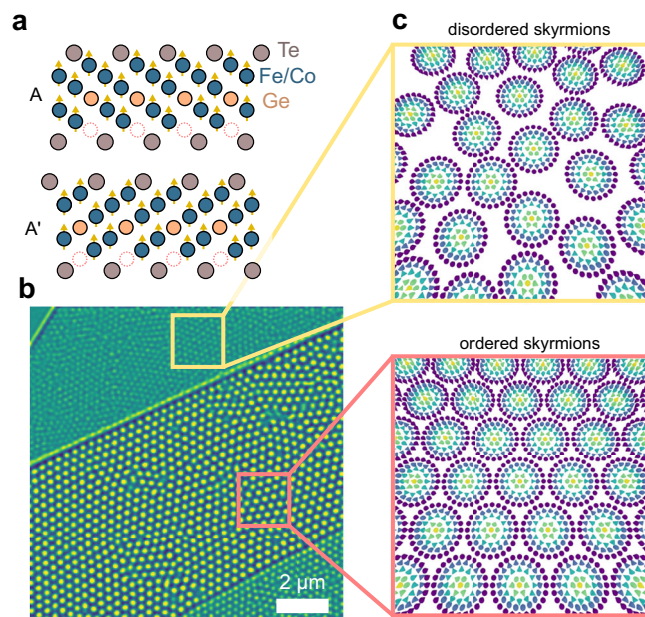 a
Te
Fe/Co
Ge
A
A'
b
2 μm
c
disordered skyrmions
ordered skyrmions